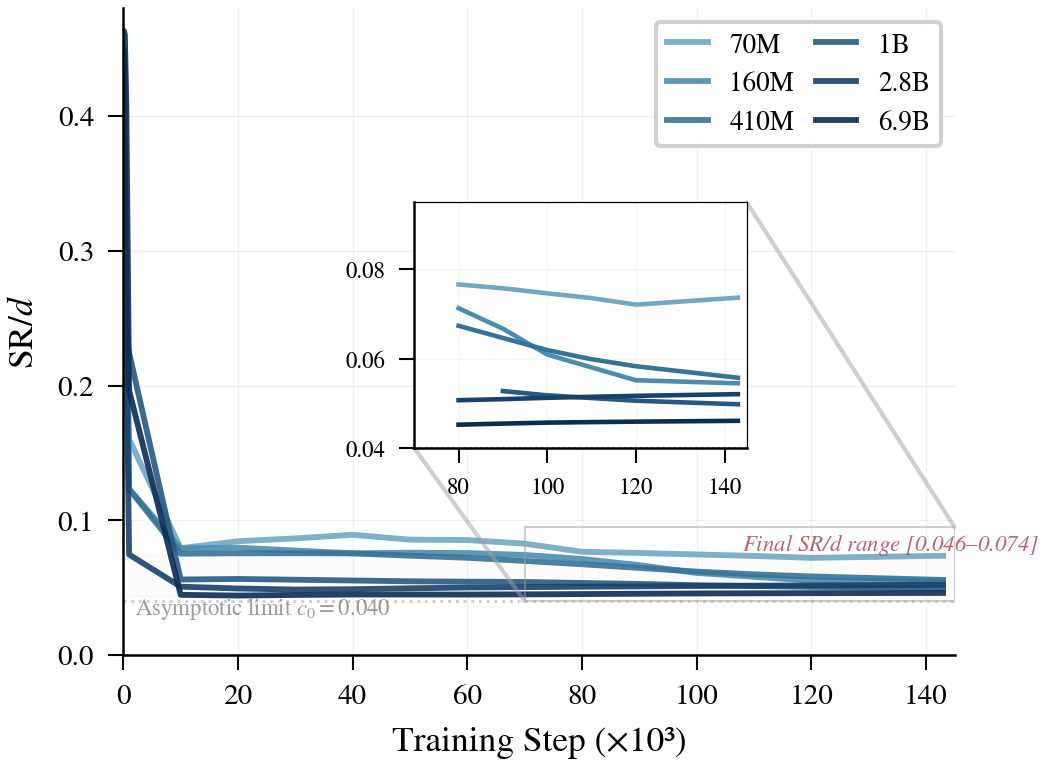 70M 1B
160M 2.8B
410M 6.9B
0.4
0.3
0.2
0.1
0.0
SR/d
0.08
0.06
0.04
80 100 120 140
Final SR/d range [0.046–0.074]
Asymptotic limit c₀ = 0.040
0 20 40 60 80 100 120 140
Training Step (×10³)